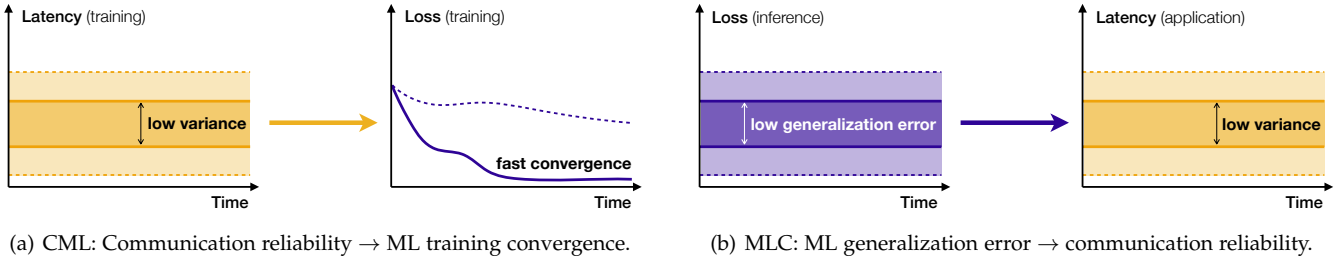 Latency (training)
low variance
Time
Loss (training)
fast convergence
Time
(a) CML: Communication reliability → ML training convergence.
Loss (inference)
low generalization error
Time
Latency (application)
low variance
Time
(b) MLC: ML generalization error → communication reliability.